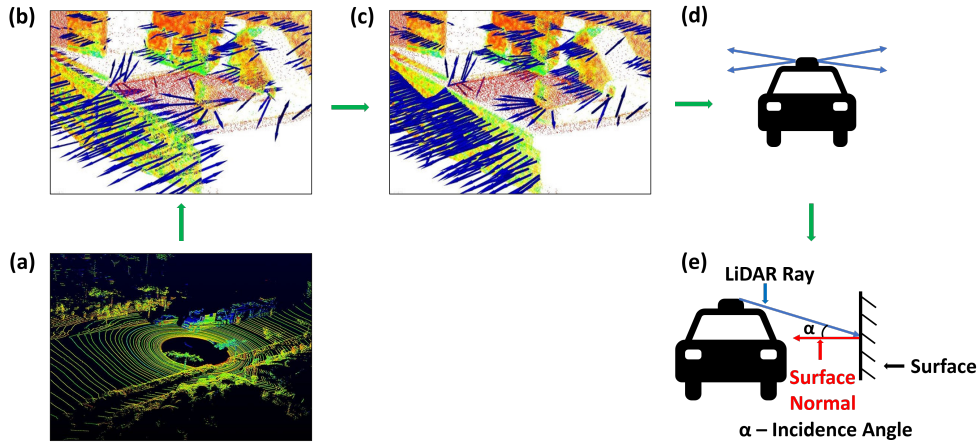 (b)
(c)
(d)
(a)
(e)
LiDAR Ray
α
Surface
Surface
Normal
α – Incidence Angle